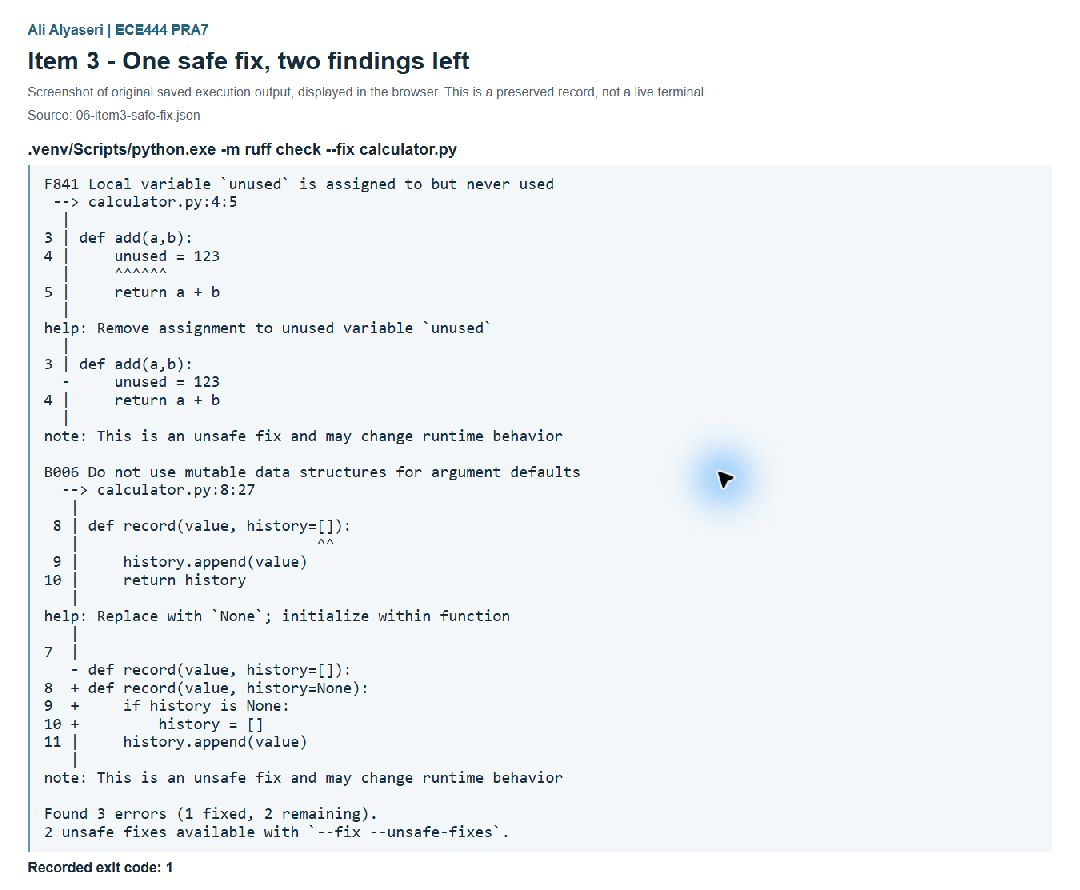 Ali Alyaseri | ECE444 PRA7
Item 3 - One safe fix, two findings left
Screenshot of original saved execution output, displayed in the browser. This is a preserved record, not a live terminal
Source: 06-item3-safe-fix.json
.venv/Scripts/python.exe -m ruff check --fix calculator.py
F841 Local variable `unused` is assigned to but never used
 --> calculator.py:4:5
  |
3 | def add(a,b):
4 |     unused = 123
  |     ^^^^^^
5 |     return a + b
  |
help: Remove assignment to unused variable `unused`
  |
3 | def add(a,b):
  -     unused = 123
4 |     return a + b
  |
note: This is an unsafe fix and may change runtime behavior
B006 Do not use mutable data structures for argument defaults
  --> calculator.py:8:27
   |
 8 | def record(value, history=[]):
   |                           ^^
 9 |     history.append(value)
10 |     return history
   |
help: Replace with `None`; initialize within function
   |
7  |
   - def record(value, history=[]):
8  + def record(value, history=None):
9  +     if history is None:
10 +         history = []
11 |     history.append(value)
   |
note: This is an unsafe fix and may change runtime behavior
Found 3 errors (1 fixed, 2 remaining).
2 unsafe fixes available with `--fix --unsafe-fixes`.
Recorded exit code: 1